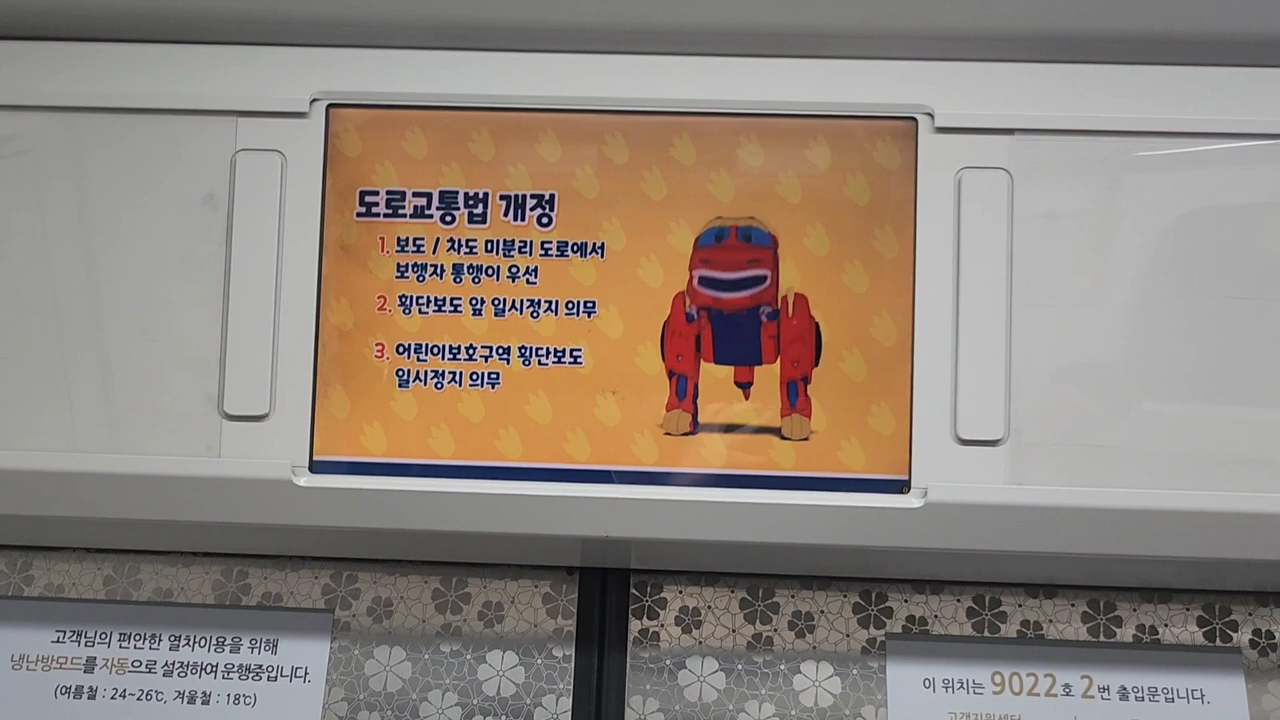 도로교통법 개정
1. 보도 / 차도 미분리 도로에서
보행자 통행이 우선
2. 횡단보도 앞 일시정지 의무
3. 어린이보호구역 횡단보도
일시정지 의무
고객님의 편안한 열차이용을 위해
냉난방모드를 자동으로 설정하여 운행중입니다.
(여름철 : 24~26℃, 겨울철 : 18℃)
이 위치는 9022호 2번 출입문입니다.
고객지원센터